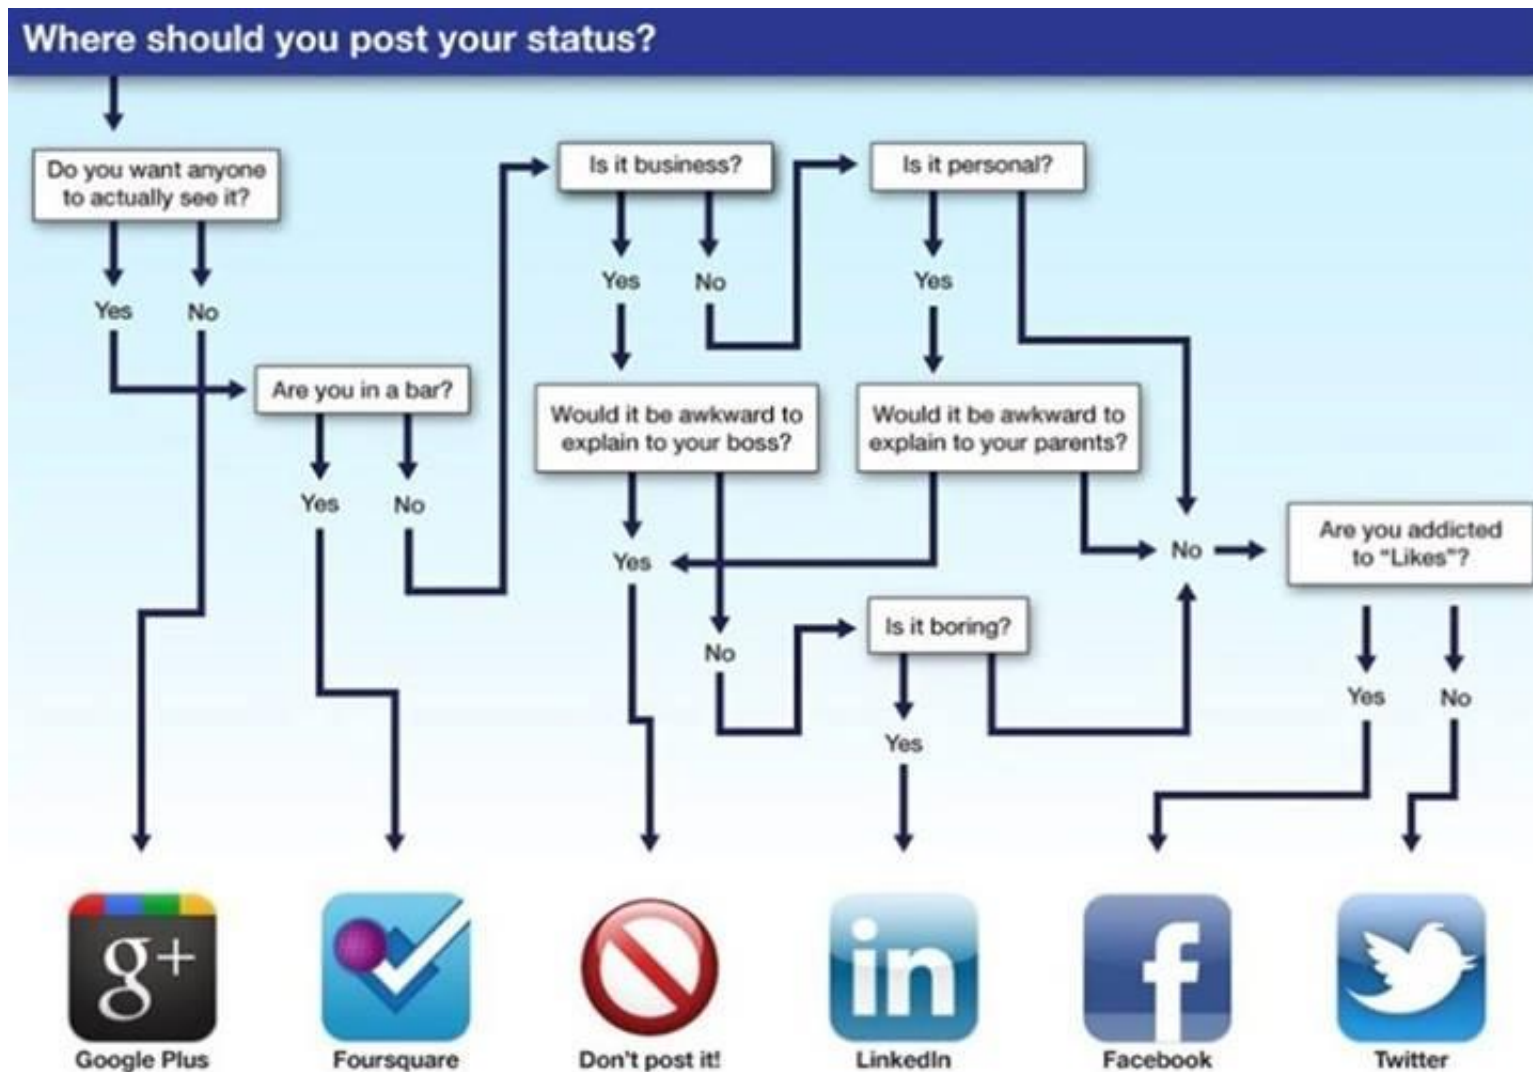 Where should you post your status?
Do you want anyone
to actually see it?
Yes
No
Are you in a bar?
Yes
No
Is it business?
Yes
No
Is it personal?
Yes
Would it be awkward to
explain to your boss?
Would it be awkward to
explain to your parents?
Yes
No
No
Is it boring?
Yes
Are you addicted
to "Likes"?
Yes
No
g+
in
f
Google Plus
Foursquare
Don't post it!
LinkedIn
Facebook
Twitter